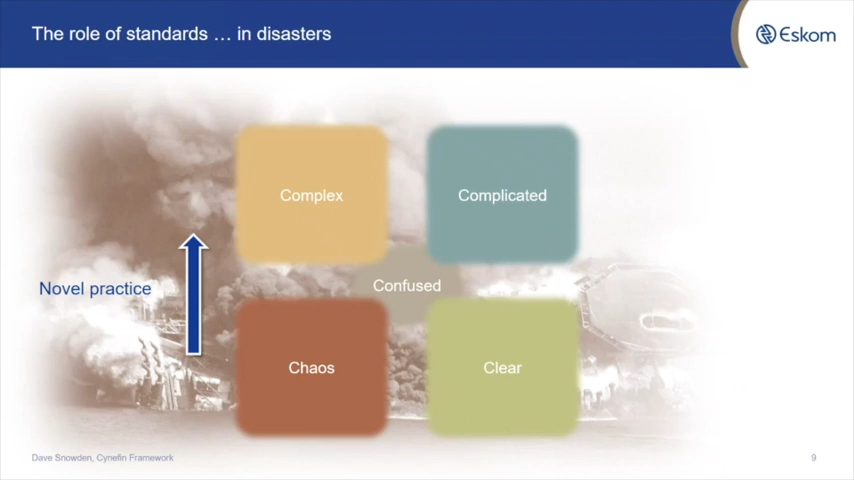 The role of standards … in disasters
Eskom
Complex
Complicated
Novel practice
Confused
Chaos
Clear
Dave Snowden, Cynefin Framework
9